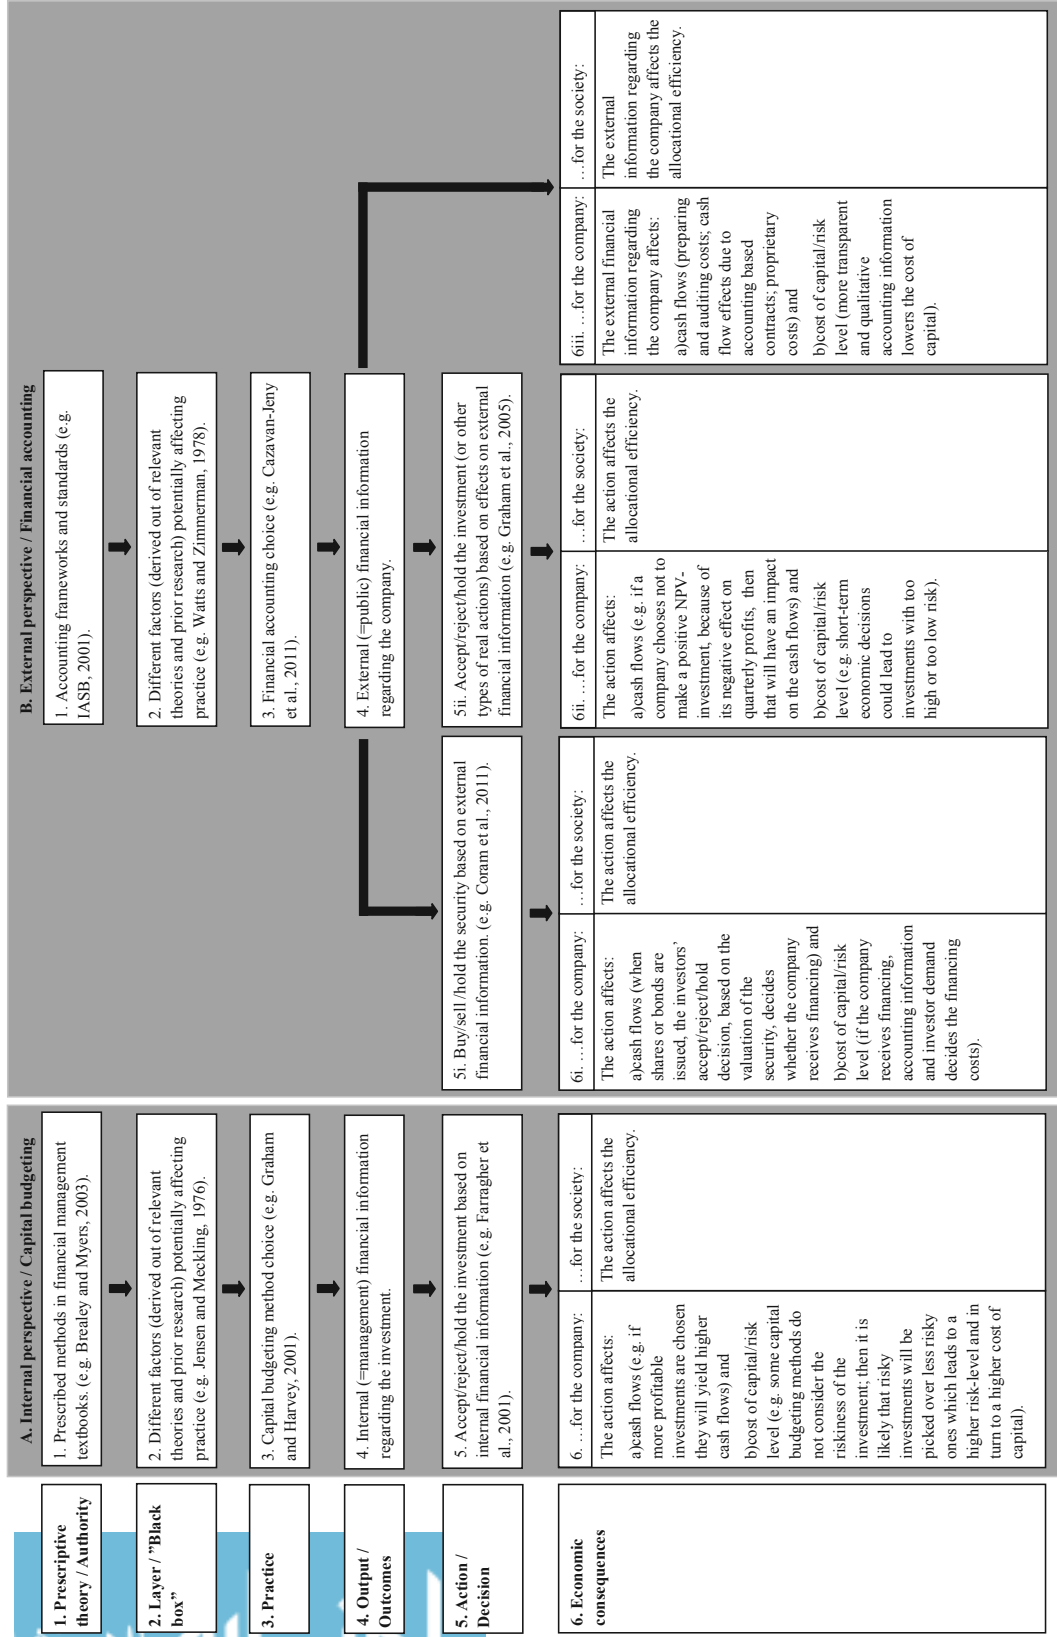 1. Prescriptive
theory / Authority
2. Layer / ”Black
box”
3. Practice
4. Output /
Outcomes
5. Action /
Decision
6. Economic
consequences
A. Internal perspective / Capital budgeting
1. Prescribed methods in financial management
textbooks. (e.g. Brealey and Myers, 2003).
2. Different factors (derived out of relevant
theories and prior research) potentially affecting
practice (e.g. Jensen and Meckling, 1976).
3. Capital budgeting method choice (e.g. Graham
and Harvey, 2001).
4. Internal (=management) financial information
regarding the investment.
5. Accept/reject/hold the investment based on
internal financial information (e.g. Farragher et
al., 2001).
6. …for the company:
The action affects:
a)cash flows (e.g. if
more profitable
investments are chosen
they will yield higher
cash flows) and
b)cost of capital/risk
level (e.g. some capital
budgeting methods do
not consider the
riskiness of the
investment; then it is
likely that risky
investments will be
picked over less risky
ones which leads to a
higher risk-level and in
turn to a higher cost of
capital).
…for the society:
The action affects the
allocational efficiency.
B. External perspective / Financial accounting
1. Accounting frameworks and standards (e.g.
IASB, 2001).
2. Different factors (derived out of relevant
theories and prior research) potentially affecting
practice (e.g. Watts and Zimmerman, 1978).
3. Financial accounting choice (e.g. Cazavan-Jeny
et al., 2011).
4. External (=public) financial information
regarding the company.
5i. Buy/sell /hold the security based on external
financial information. (e.g. Coram et al., 2011).
5ii. Accept/reject/hold the investment (or other
types of real actions) based on effects on external
financial information (e.g. Graham et al., 2005).
6i. …for the company:
The action affects:
a)cash flows (when
shares or bonds are
issued, the investors’
accept/reject/hold
decision, based on the
valuation of the
security, decides
whether the company
receives financing) and
b)cost of capital/risk
level (if the company
receives financing,
accounting information
and investor demand
decides the financing
costs).
…for the society:
The action affects the
allocational efficiency.
6ii. …for the company:
The action affects:
a)cash flows (e.g. if a
company chooses not to
make a positive NPV-
investment, because of
its negative effect on
quarterly profits, then
that will have an impact
on the cash flows) and
b)cost of capital/risk
level (e.g. short-term
economic decisions
could lead to
investments with too
high or too low risk).
…for the society:
The action affects the
allocational efficiency.
6iii. …for the company:
The external financial
information regarding
the company affects:
a)cash flows (preparing
and auditing costs; cash
flow effects due to
accounting based
contracts; proprietary
costs) and
b)cost of capital/risk
level (more transparent
and qualitative
accounting information
lowers the cost of
capital).
…for the society:
The external
information regarding
the company affects the
allocational efficiency.